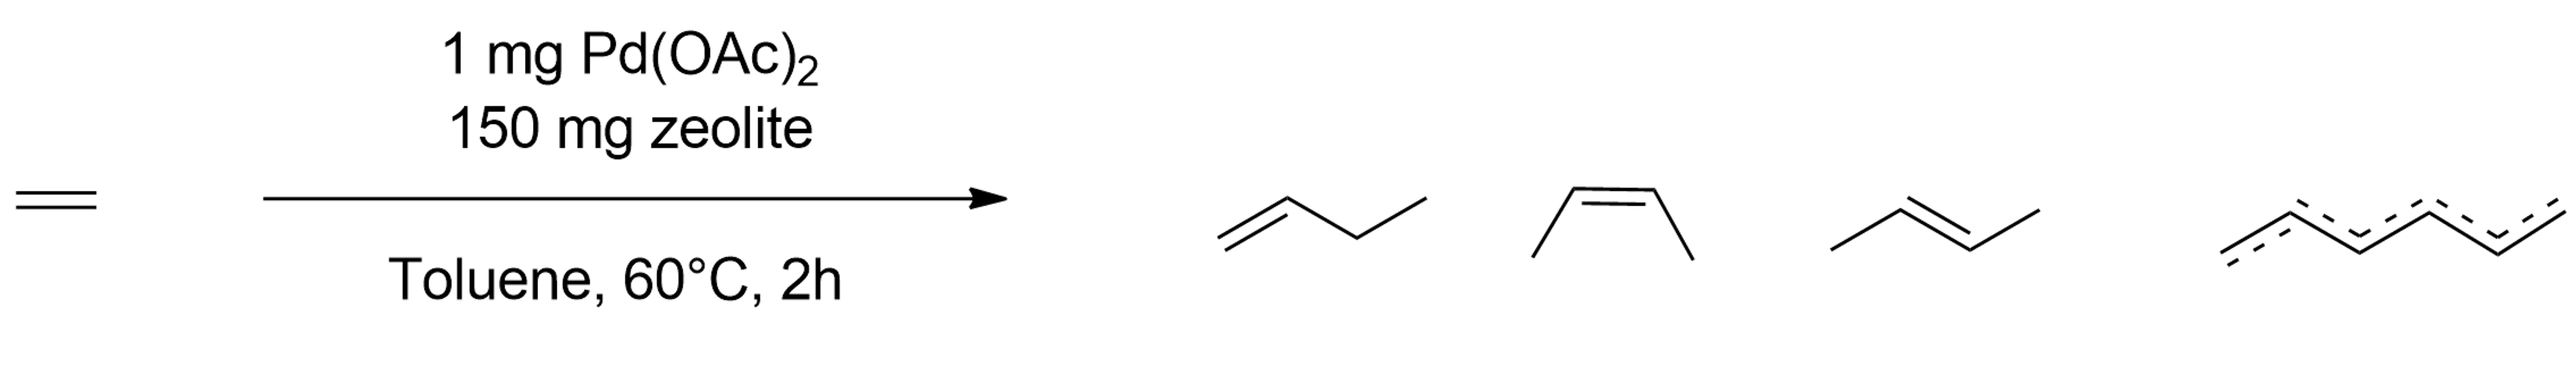 1 mg Pd(OAc)₂
150 mg zeolite
Toluene, 60°C, 2h